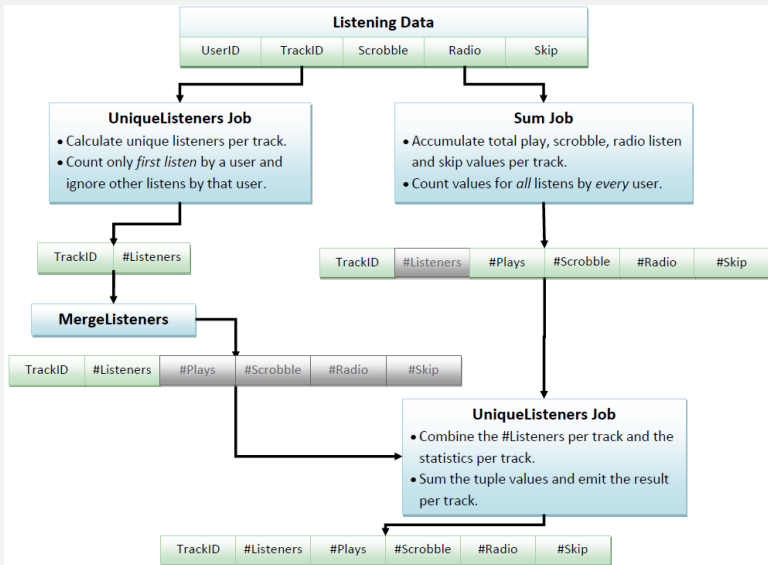 Listening Data
UserID TrackID Scrobble Radio Skip
UniqueListeners Job
• Calculate unique listeners per track.
• Count only first listen by a user and
ignore other listens by that user.
Sum Job
• Accumulate total play, scrobble, radio listen
and skip values per track.
• Count values for all listens by every user.
TrackID #Listeners
TrackID #Listeners #Plays #Scrobble #Radio #Skip
MergeListeners
TrackID #Listeners #Plays #Scrobble #Radio #Skip
UniqueListeners Job
• Combine the #Listeners per track and the
statistics per track.
• Sum the tuple values and emit the result
per track.
TrackID #Listeners #Plays #Scrobble #Radio #Skip